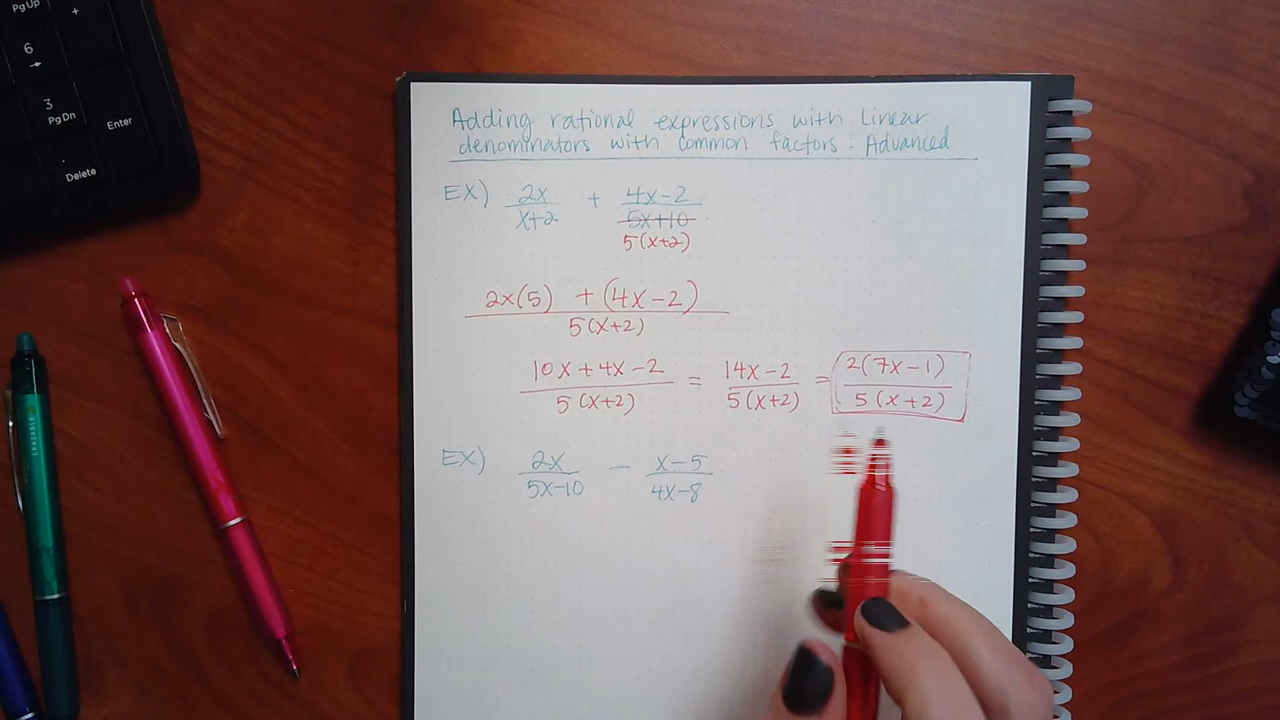 PgUp
+
6
3
PgDn
Enter
Delete
ERASABLE
Adding rational expressions with Linear
denominators with common factors: Advanced
EX) 2x/x+2 + 4x-2/5x+10
5(x+2)
2x(5) + (4x-2)
5(x+2)
10x+4x-2/5(x+2) = 14x-2/5(x+2) = 2(7x-1)/5(x+2)
EX) 2x/5x-10 - x-5/4x-8